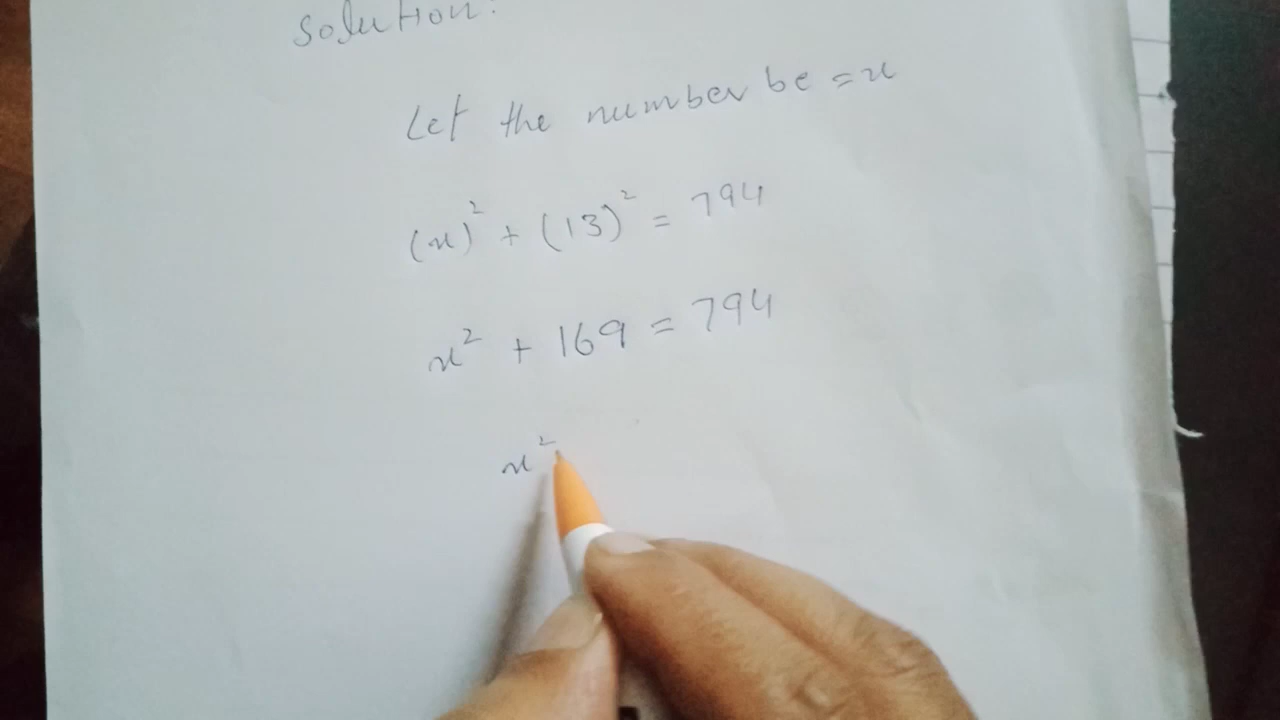 Solution:
Let the number be = x
(x)² + (13)² = 794
x² + 169 = 794
x²